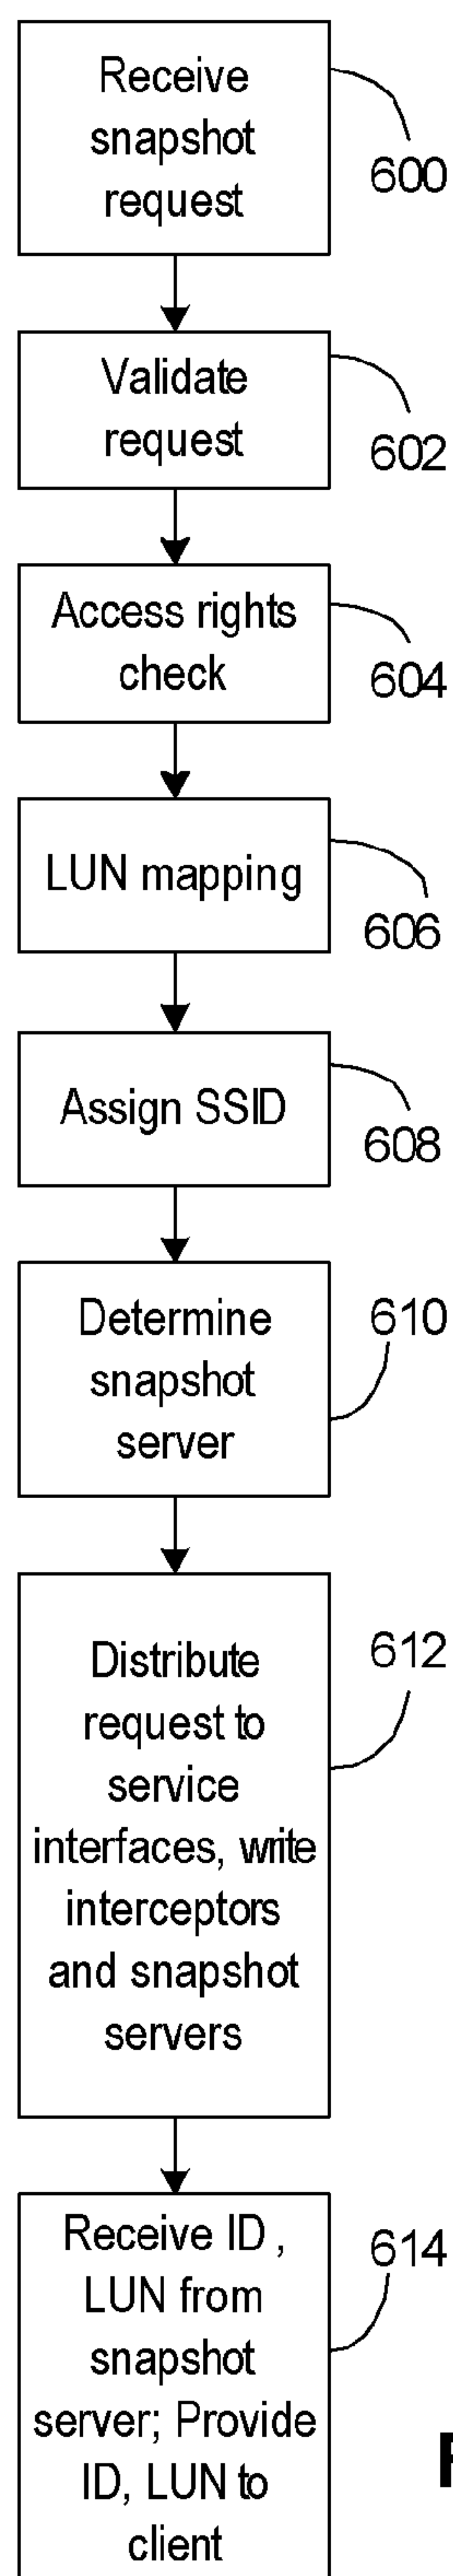 Receive
snapshot
request
600
Validate
request
602
Access rights
check
604
LUN mapping
606
Assign SSID
608
Determine
snapshot
server
610
Distribute
request to
service
interfaces, write
interceptors
and snapshot
servers
612
Receive ID ,
LUN from
snapshot
server; Provide
ID, LUN to
client
614